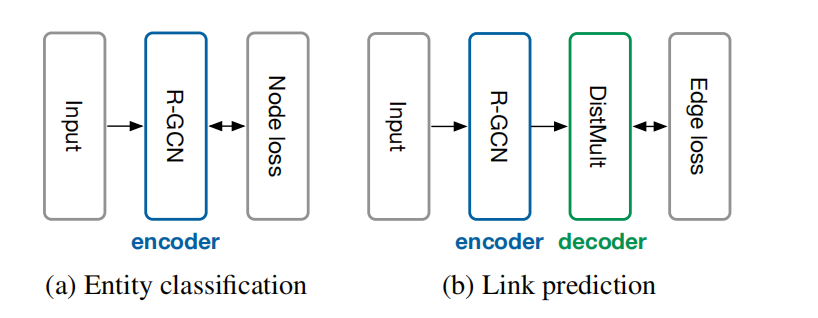 Input
R-GCN
Node loss
encoder
(a) Entity classification
Input
R-GCN
DistMult
Edge loss
encoder
decoder
(b) Link prediction